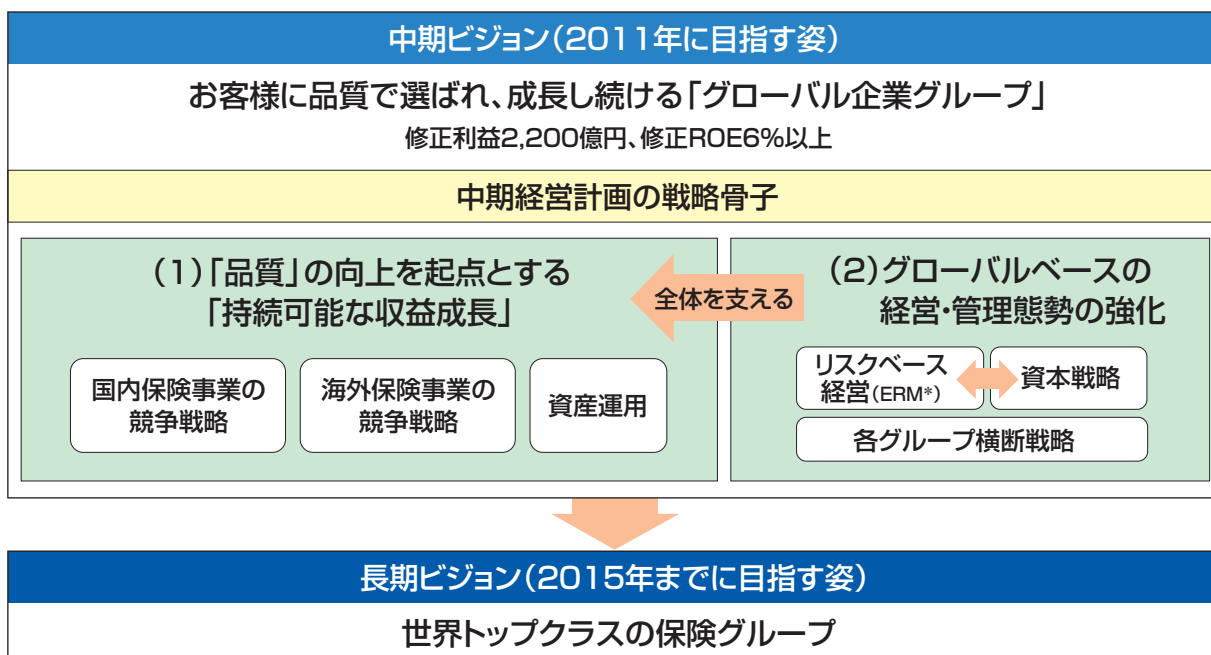 中期ビジョン（2011年に目指す姿）
お客様に品質で選ばれ、成長し続ける「グローバル企業グループ」
修正利益2,200億円、修正ROE6%以上
中期経営計画の戦略骨子
（1）「品質」の向上を起点とする
「持続可能な収益成長」
国内保険事業の
競争戦略
海外保険事業の
競争戦略
資産運用
全体を支える
（2）グローバルベースの
経営・管理態勢の強化
リスクベース
経営（ERM*）
資本戦略
各グループ横断戦略
長期ビジョン（2015年までに目指す姿）
世界トップクラスの保険グループ